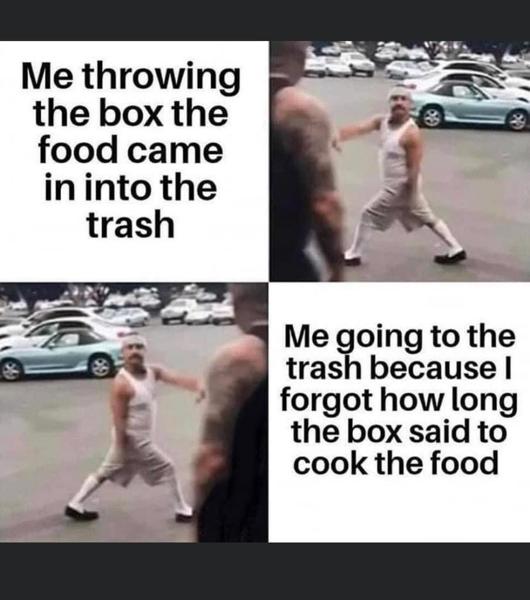 Me throwing
the box the
food came
in into the
trash
Me going to the
trash because I
forgot how long
the box said to
cook the food